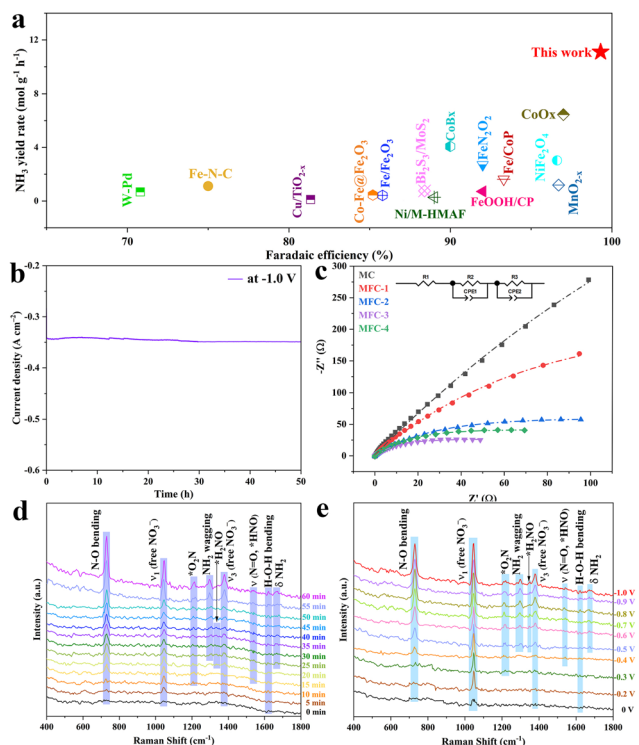 a
NH₃ yield rate (mol g⁻¹ h⁻¹)
12
8
4
0
This work
W-Pd
Fe-N-C
Cu/TiO₂₋ₓ
Co-Fe@Fe₂O₃
Fe/Fe₂O₃
Bi₂S₃/MoS₂
Ni/M-HMAF
CoBx
FeN₂O₂
FeOOH/CP
Fe/CoP
CoOx
NiFe₂O₄
MnO₂₋ₓ
70 80 90 100
Faradaic efficiency (%)
b
at -1.0 V
Current density (A cm⁻²)
-0.2
-0.3
-0.4
-0.5
-0.6
0 10 20 30 40 50
Time (h)
c
MC
MFC-1
MFC-2
MFC-3
MFC-4
R1 R2 R3
CPE1 CPE2
-Z'' (Ω)
300
250
200
150
100
50
0
0 20 40 60 80 100
Z' (Ω)
d
N-O bending
ν₁ (free NO₃⁻)
*O₂N
NH₂ wagging
*H₂NO
ν₃ (free NO₃⁻)
ν (N=O, *HNO)
H-O-H bending
δ NH₂
60 min
55 min
50 min
45 min
40 min
35 min
30 min
25 min
20 min
15 min
10 min
5 min
0 min
Intensity (a.u.)
400 600 800 1000 1200 1400 1600 1800
Raman Shift (cm⁻¹)
e
N-O bending
ν₁ (free NO₃⁻)
*O₂N
NH₂ wagging
*H₂NO
ν₃ (free NO₃⁻)
ν (N=O, *HNO)
H-O-H bending
δ NH₂
-1.0 V
-0.9 V
-0.8 V
-0.7 V
-0.6 V
-0.5 V
-0.4 V
-0.3 V
-0.2 V
0 V
Intensity (a.u.)
400 600 800 1000 1200 1400 1600 1800
Raman Shift (cm⁻¹)